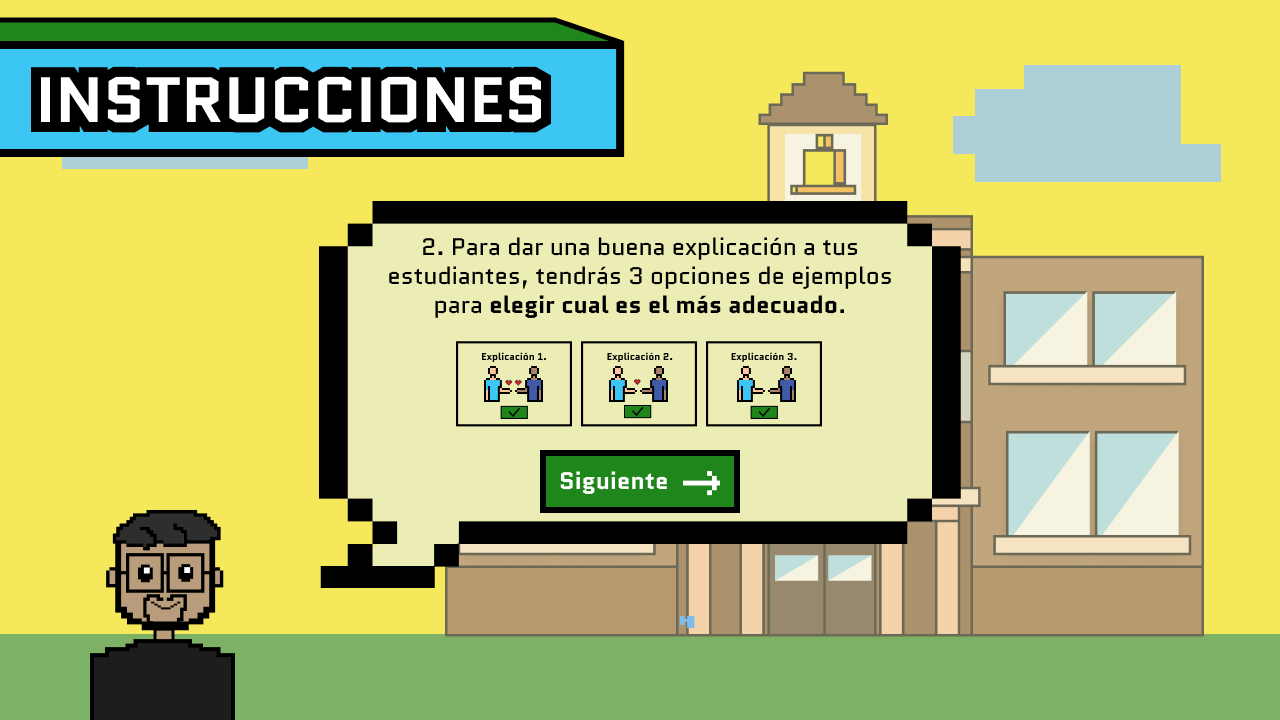 INSTRUCCIONES
2. Para dar una buena explicación a tus
estudiantes, tendrás 3 opciones de ejemplos
para elegir cual es el más adecuado.
Explicación 1.
Explicación 2.
Explicación 3.
Siguiente